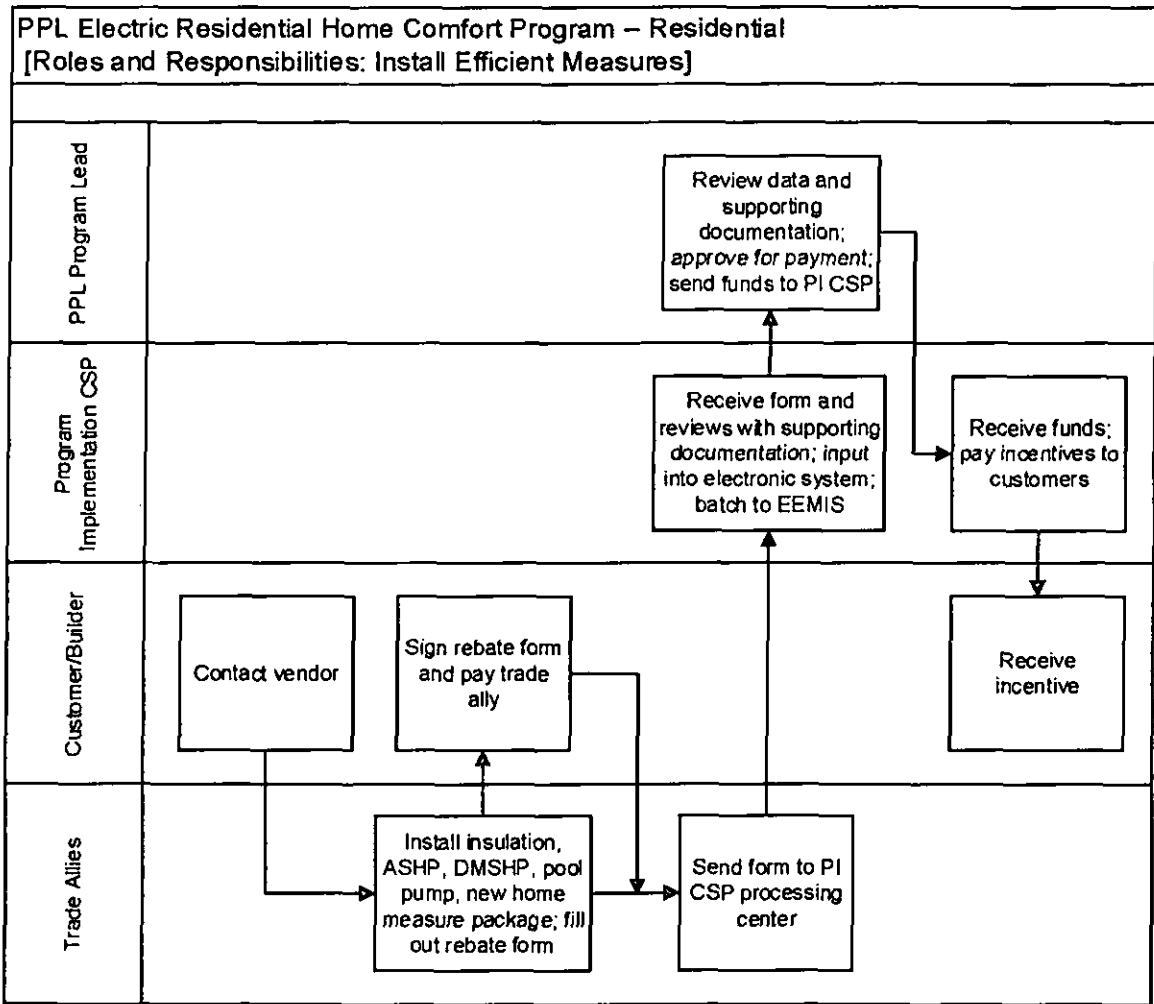 PPL Electric Residential Home Comfort Program – Residential
[Roles and Responsibilities: Install Efficient Measures]
PPL Program Lead
Review data and
supporting
documentation;
approve for payment;
send funds to PI CSP
Program
Implementation CSP
Receive form and
reviews with supporting
documentation; input
into electronic system;
batch to EEMIS
Receive funds;
pay incentives to
customers
Customer/Builder
Contact vendor
Sign rebate form
and pay trade
ally
Receive
incentive
Trade Allies
Install insulation,
ASHP, DMSHP, pool
pump, new home
measure package; fill
out rebate form
Send form to PI
CSP processing
center